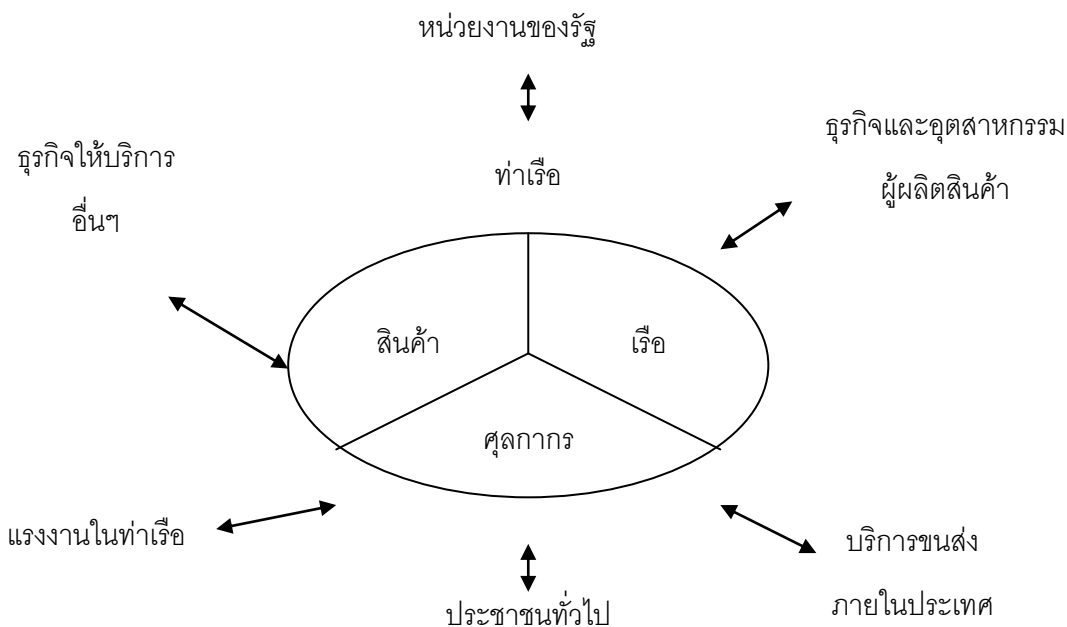 หน่วยงานของรัฐ
ธุรกิจและอุตสาหกรรม
ผู้ผลิตสินค้า
ธุรกิจให้บริการ
อื่นๆ
ท่าเรือ
สินค้า
เรือ
ศุลกากร
แรงงานในท่าเรือ
บริการขนส่ง
ภายในประเทศ
ประชาชนทั่วไป